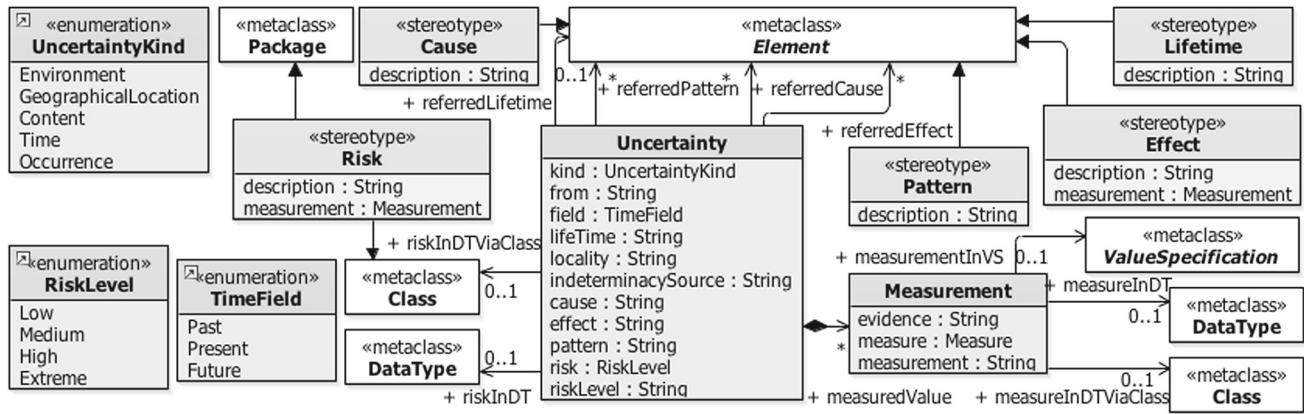 «enumeration»
UncertaintyKind
Environment
GeographicalLocation
Content
Time
Occurrence
«metaclass»
Package
«stereotype»
Cause
description : String
«metaclass»
Element
«stereotype»
Lifetime
description : String
0..1
*
+ referredPattern
*
+ referredCause
*
+ referredLifetime
+ referredEffect
«stereotype»
Risk
description : String
measurement : Measurement
Uncertainty
kind : UncertaintyKind
from : String
field : TimeField
lifeTime : String
locality : String
indeterminacySource : String
cause : String
effect : String
pattern : String
risk : RiskLevel
riskLevel : String
«stereotype»
Pattern
description : String
«stereotype»
Effect
description : String
measurement : Measurement
«enumeration»
RiskLevel
Low
Medium
High
Extreme
«enumeration»
TimeField
Past
Present
Future
+ riskInDTViaClass
«metaclass»
Class
0..1
«metaclass»
DataType
0..1
+ riskInDT
+ measurementInVS
0..1
«metaclass»
ValueSpecification
Measurement
evidence : String
measure : Measure
measurement : String
*
+ measuredValue
+ measureInDT
0..1
«metaclass»
DataType
0..1
+ measureInDTViaClass
«metaclass»
Class